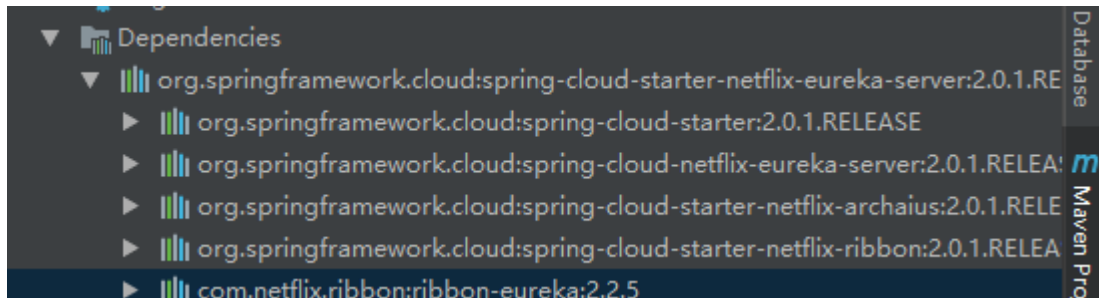 Dependencies
org.springframework.cloud:spring-cloud-starter-netflix-eureka-server:2.0.1.RE
org.springframework.cloud:spring-cloud-starter:2.0.1.RELEASE
org.springframework.cloud:spring-cloud-netflix-eureka-server:2.0.1.RELEA
org.springframework.cloud:spring-cloud-starter-netflix-archaius:2.0.1.RELE
org.springframework.cloud:spring-cloud-starter-netflix-ribbon:2.0.1.RELEA
com.netflix.ribbon:ribbon-eureka:2.2.5
Database
m Maven Pro